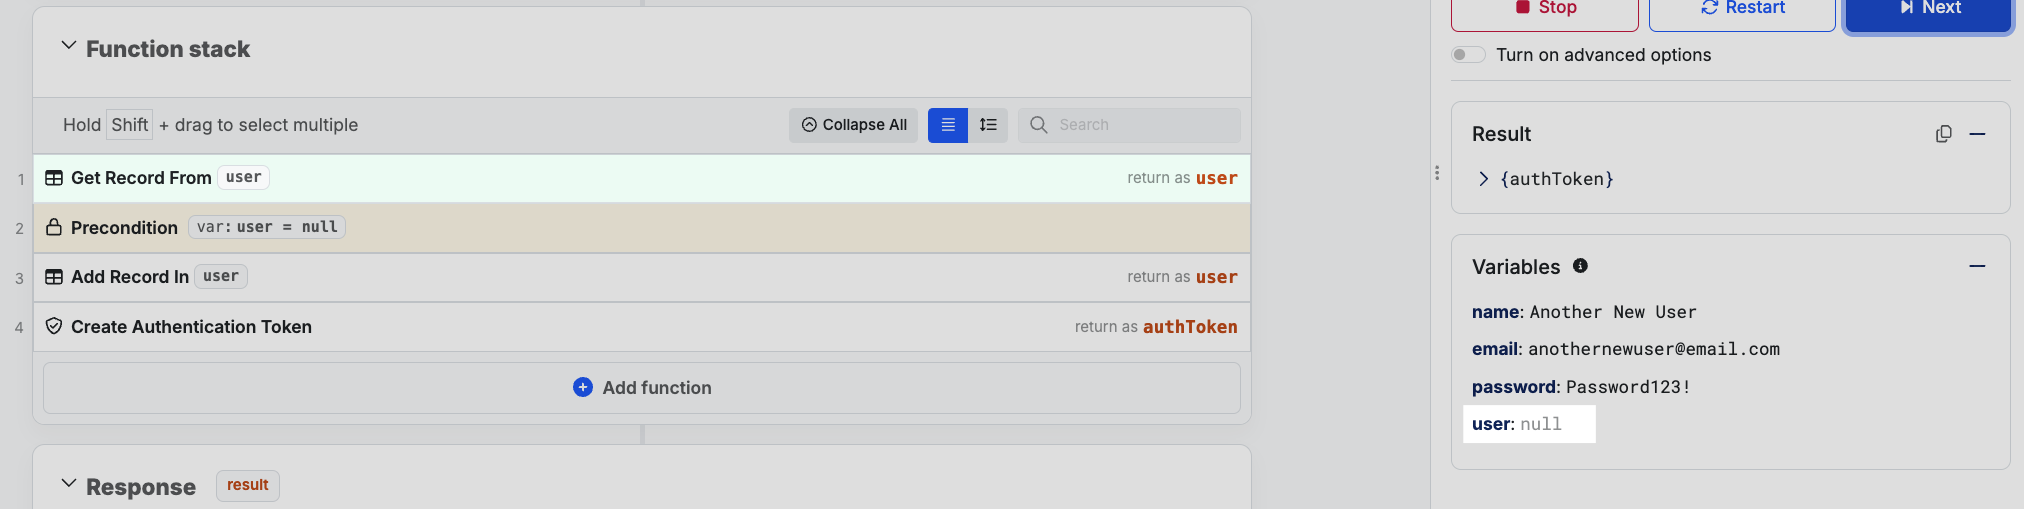 Function stack
Hold Shift + drag to select multiple
Collapse All
Search
1 Get Record From user return as user
2 Precondition var: user = null
3 Add Record In user return as user
4 Create Authentication Token return as authToken
Add function
Response result
Stop Restart Next
Turn on advanced options
Result
{authToken}
Variables
name: Another New User
email: anothernewuser@email.com
password: Password123!
user: null